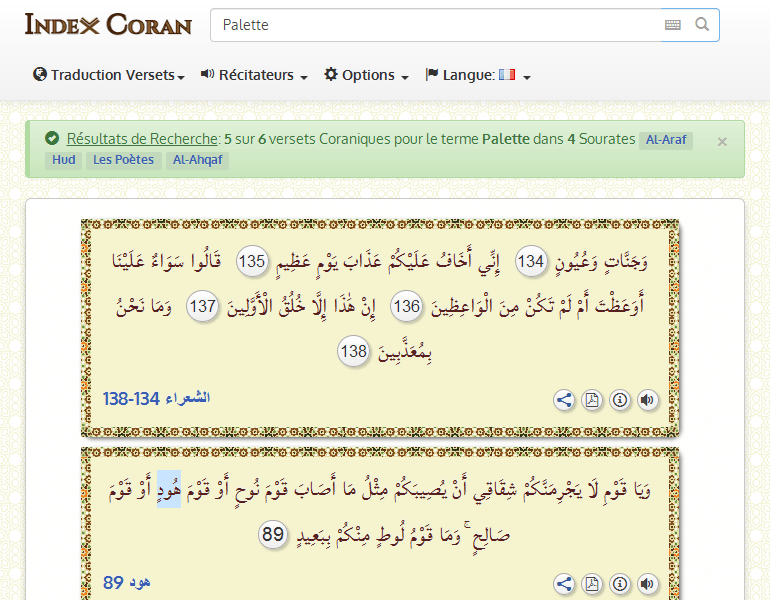 INDEX CORAN
Palette
Traduction Versets
Récitateurs
Options
Langue:
Résultats de Recherche: 5 sur 6 versets Coraniques pour le terme Palette dans 4 Sourates Al-Araf
Hud Les Poètes Al-Ahqaf
×
وَجَنَّاتٍ وَعُيُونٍ 134 إِنِّي أَخَافُ عَلَيْكُمْ عَذَابَ يَوْمٍ عَظِيمٍ 135 قَالُوا سَوَاءٌ عَلَيْنَا
أَوَعَظْتَ أَمْ لَمْ تَكُنْ مِنَ الْوَاعِظِينَ 136 إِنْ هَٰذَا إِلَّا خُلُقُ الْأَوَّلِينَ 137 وَمَا نَحْنُ
بِمُعَذَّبِينَ 138
الشعراء 134-138
وَيَا قَوْمِ لَا يَجْرِمَنَّكُمْ شِقَاقِي أَنْ يُصِيبَكُمْ مِثْلُ مَا أَصَابَ قَوْمَ نُوحٍ أَوْ قَوْمَ هُودٍ أَوْ قَوْمَ
صَالِحٍ ۚ وَمَا قَوْمُ لُوطٍ مِنْكُمْ بِبَعِيدٍ 89
هود 89